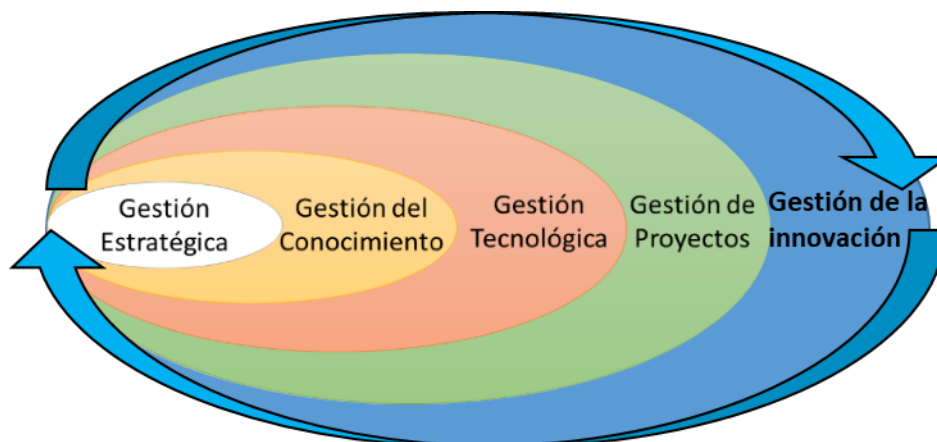 Gestión
Estratégica
Gestión del
Conocimiento
Gestión
Tecnológica
Gestión de
Proyectos
Gestión de la
innovación